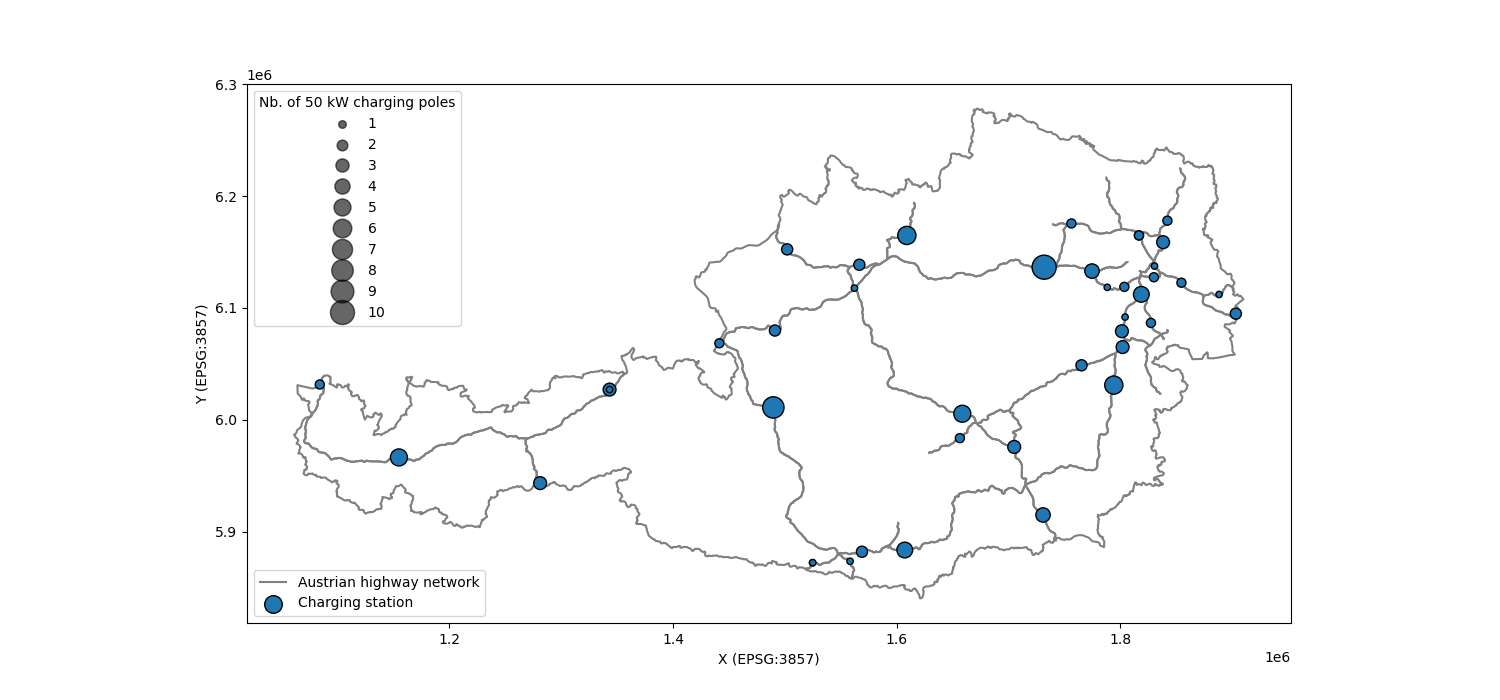 1e6
6.3
6.2
6.1
6.0
5.9
Y (EPSG:3857)
Nb. of 50 kW charging poles
1
2
3
4
5
6
7
8
9
10
Austrian highway network
Charging station
1.2
1.4
1.6
1.8
1e6
X (EPSG:3857)